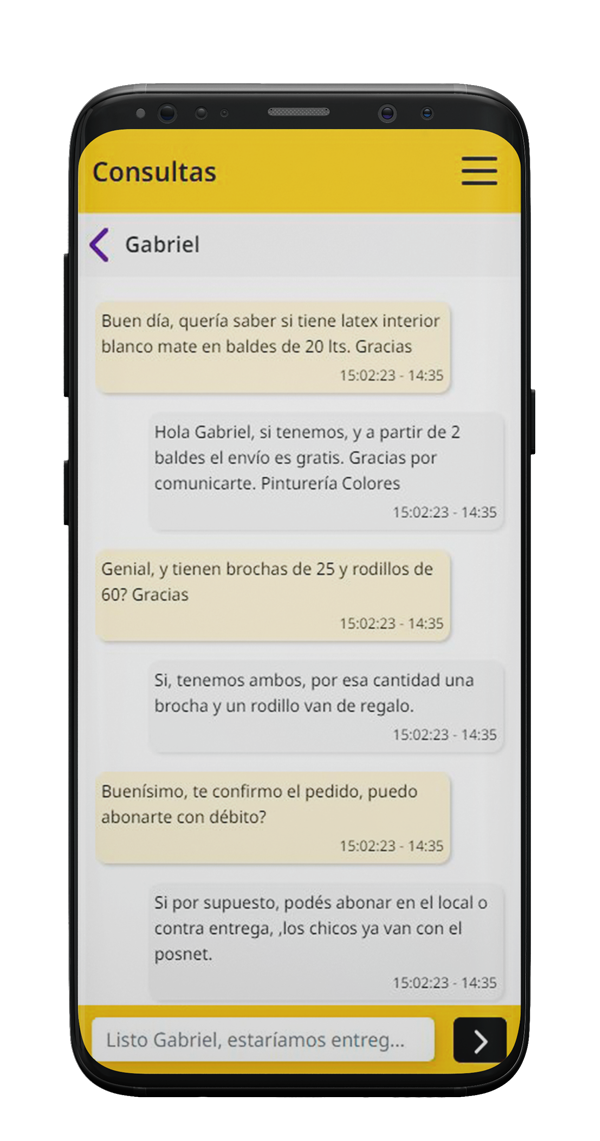 Consultas
Gabriel
Buen día, quería saber si tiene latex interior
blanco mate en baldes de 20 lts. Gracias
15:02:23 - 14:35
Hola Gabriel, si tenemos, y a partir de 2
baldes el envío es gratis. Gracias por
comunicarte. Pinturería Colores
15:02:23 - 14:35
Genial, y tienen brochas de 25 y rodillos de
60? Gracias
15:02:23 - 14:35
Si, tenemos ambos, por esa cantidad una
brocha y un rodillo van de regalo.
15:02:23 - 14:35
Buenísimo, te confirmo el pedido, puedo
abonarte con débito?
15:02:23 - 14:35
Si por supuesto, podés abonar en el local o
contra entrega, ,los chicos ya van con el
posnet.
15:02:23 - 14:35
Listo Gabriel, estaríamos entreg...